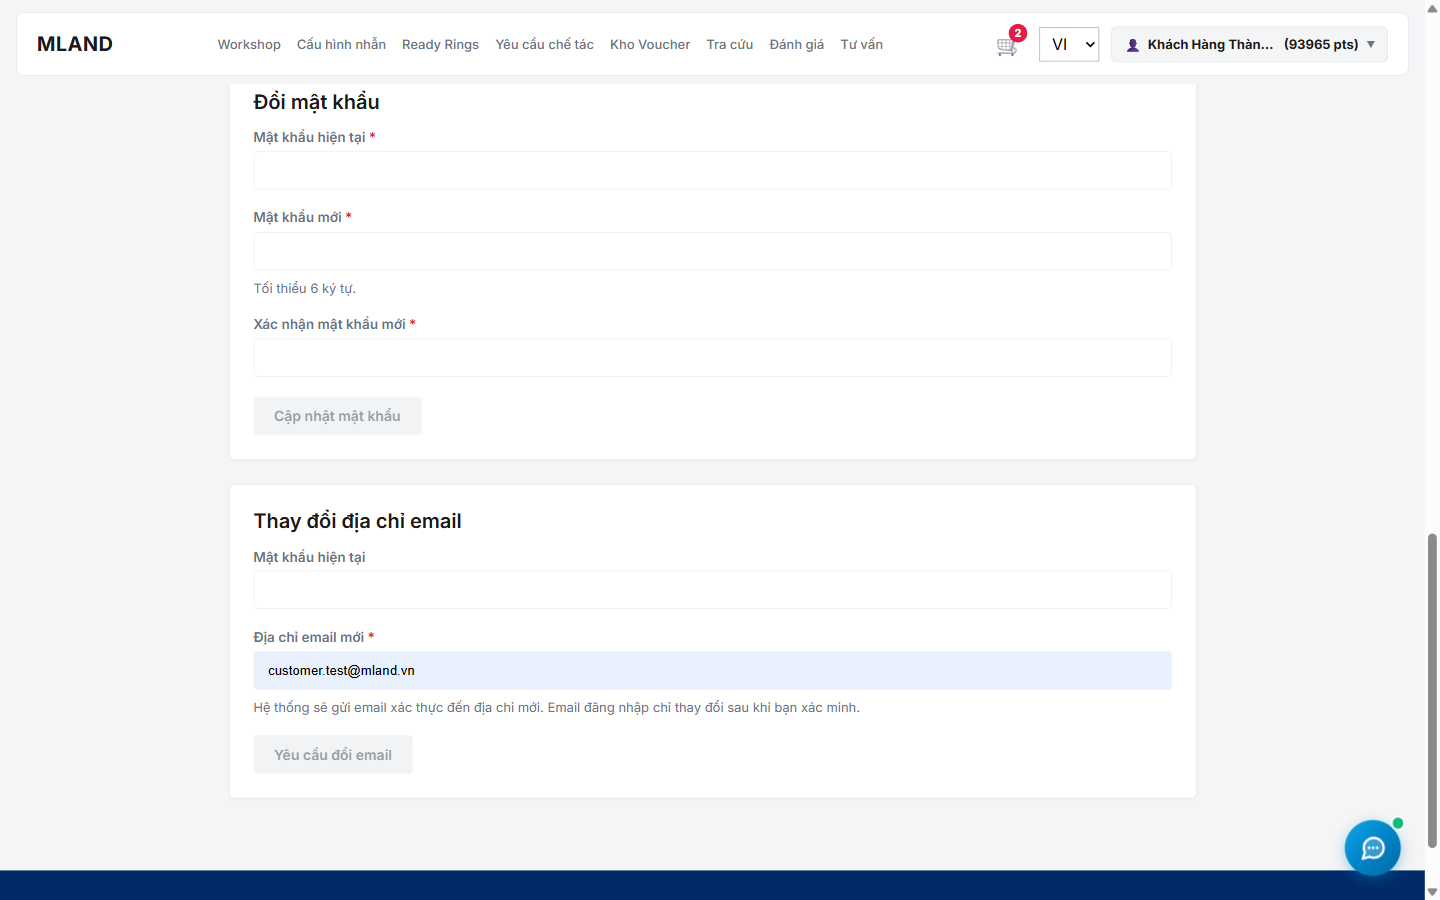 MLAND
Workshop Cấu hình nhẫn Ready Rings Yêu cầu chế tác Kho Voucher Tra cứu Đánh giá Tư vấn
2
VI
Khách Hàng Thàn... (93965 pts) ▼
Đổi mật khẩu
Mật khẩu hiện tại *
Mật khẩu mới *
Tối thiểu 6 ký tự.
Xác nhận mật khẩu mới *
Cập nhật mật khẩu
Thay đổi địa chỉ email
Mật khẩu hiện tại
Địa chỉ email mới *
customer.test@mland.vn
Hệ thống sẽ gửi email xác thực đến địa chỉ mới. Email đăng nhập chỉ thay đổi sau khi bạn xác minh.
Yêu cầu đổi email